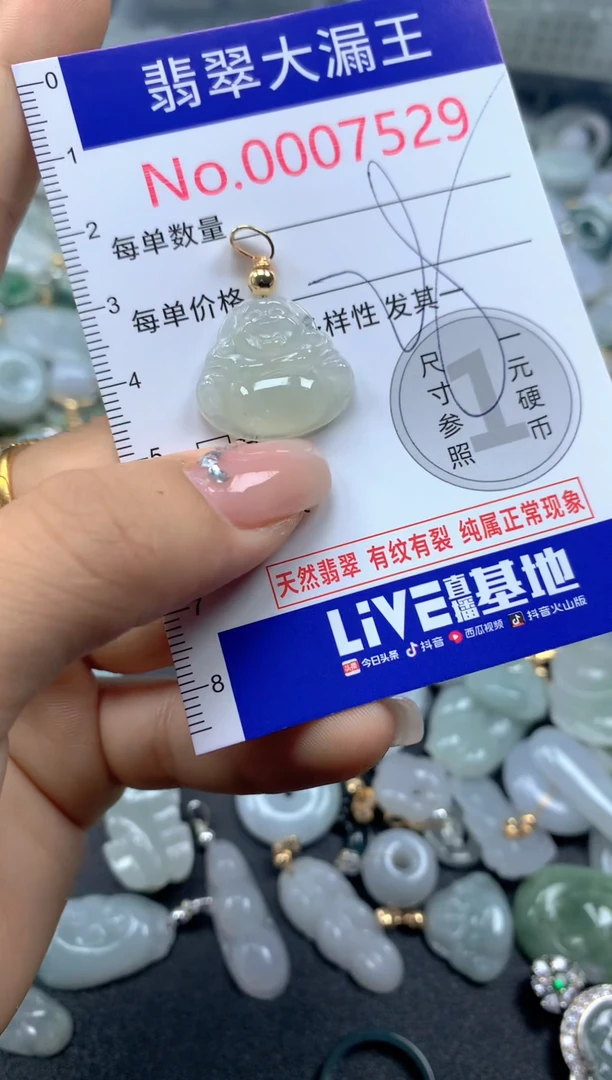 翡翠大漏王
No.0007529
每单数量
每单价格
样性 发其一
尺寸参照
1
一元硬币
天然翡翠 有纹有裂 纯属正常现象
LiVE直播基地
头条 今日头条 抖音 西瓜视频 抖音火山版
0
1
2
3
4
5
7
8